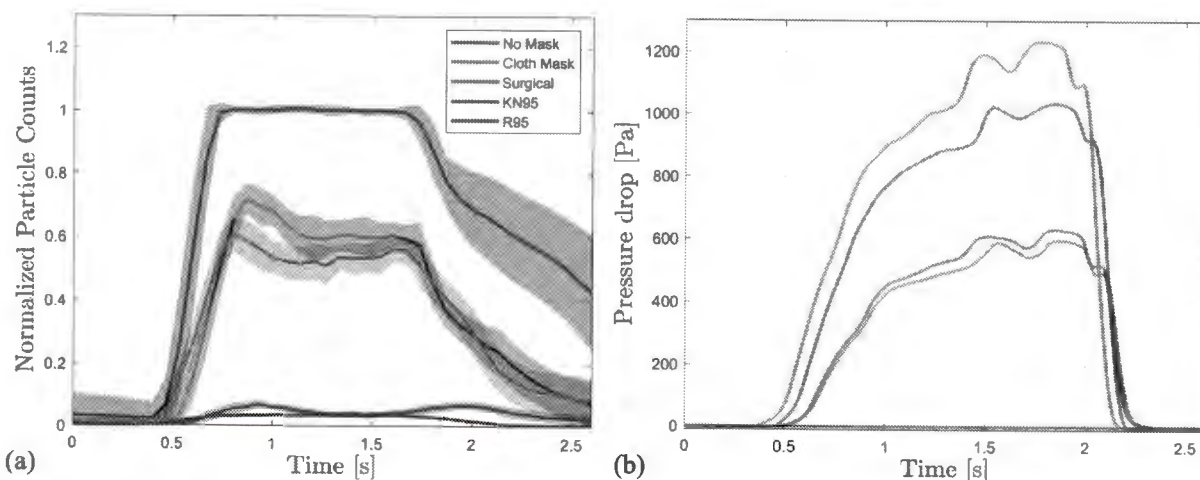 Normalized Particle Counts
1.2
1
0.8
0.6
0.4
0.2
0
No Mask
Cloth Mask
Surgical
KN95
R95
0
0.5
1
1.5
2
2.5
Time [s]
(a)
Pressure drop [Pa]
1200
1000
800
600
400
200
0
0
0.5
1
1.5
2
2.5
Time [s]
(b)